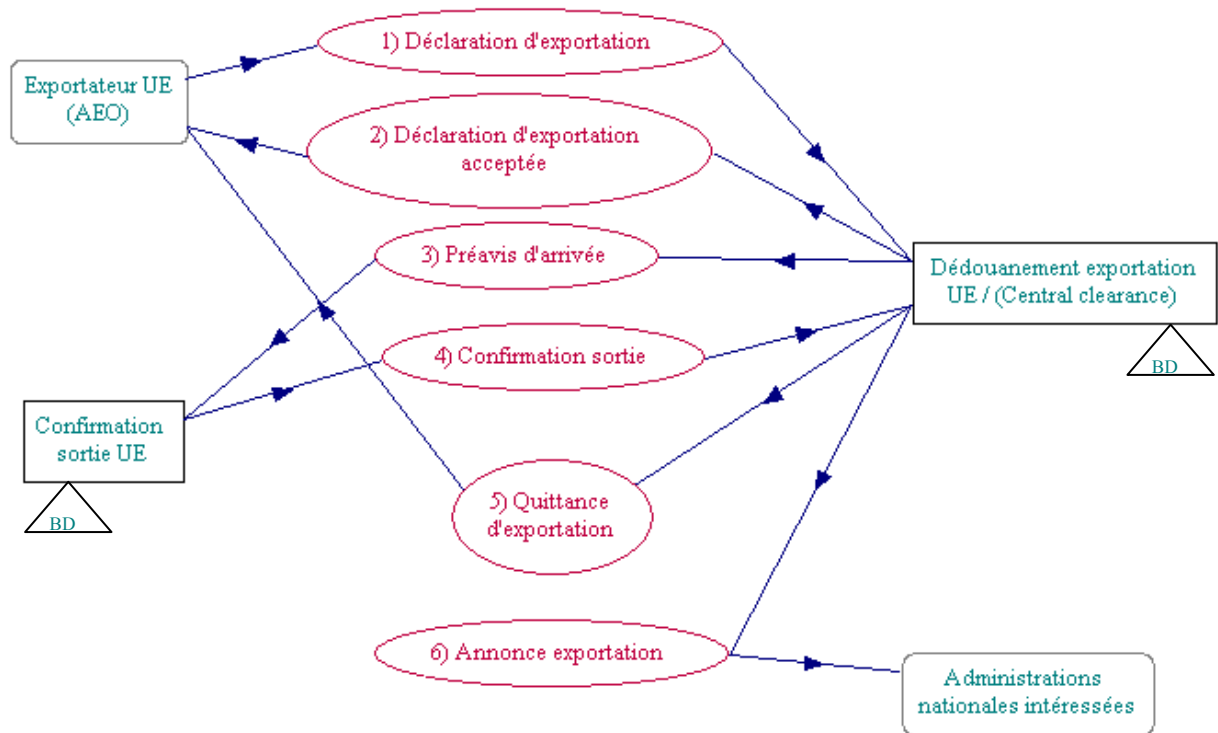 1) Déclaration d'exportation
Exportateur UE
(AEO)
2) Déclaration d'exportation
acceptée
3) Préavis d'arrivée
Dédouanement exportation
UE / (Central clearance)
4) Confirmation sortie
BD
Confirmation
sortie UE
BD
5) Quittance
d'exportation
6) Annonce exportation
Administrations
nationales intéressées